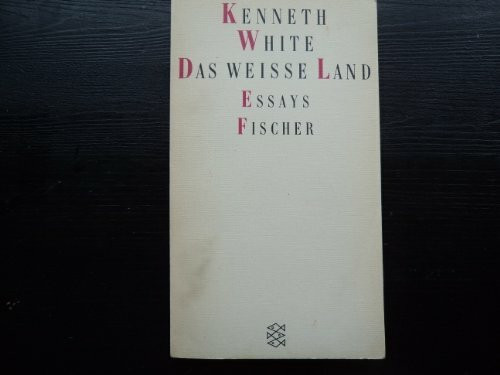 KENNETH
WHITE
DAS WEISSE LAND
ESSAYS
FISCHER